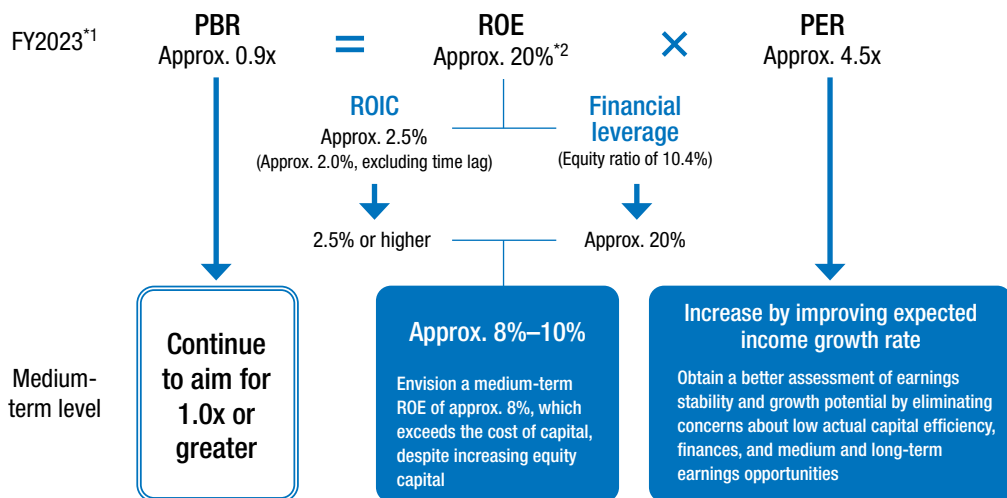 FY2023*1
PBR
Approx. 0.9x
=
ROE
Approx. 20%*2
×
PER
Approx. 4.5x
ROIC
Approx. 2.5%
(Approx. 2.0%, excluding time lag)
Financial
leverage
(Equity ratio of 10.4%)
2.5% or higher
Approx. 20%
Medium-
term level
Continue
to aim for
1.0x or
greater
Approx. 8%–10%
Envision a medium-term
ROE of approx. 8%, which
exceeds the cost of capital,
despite increasing equity
capital
Increase by improving expected
income growth rate
Obtain a better assessment of earnings
stability and growth potential by eliminating
concerns about low actual capital efficiency,
finances, and medium and long-term
earnings opportunities